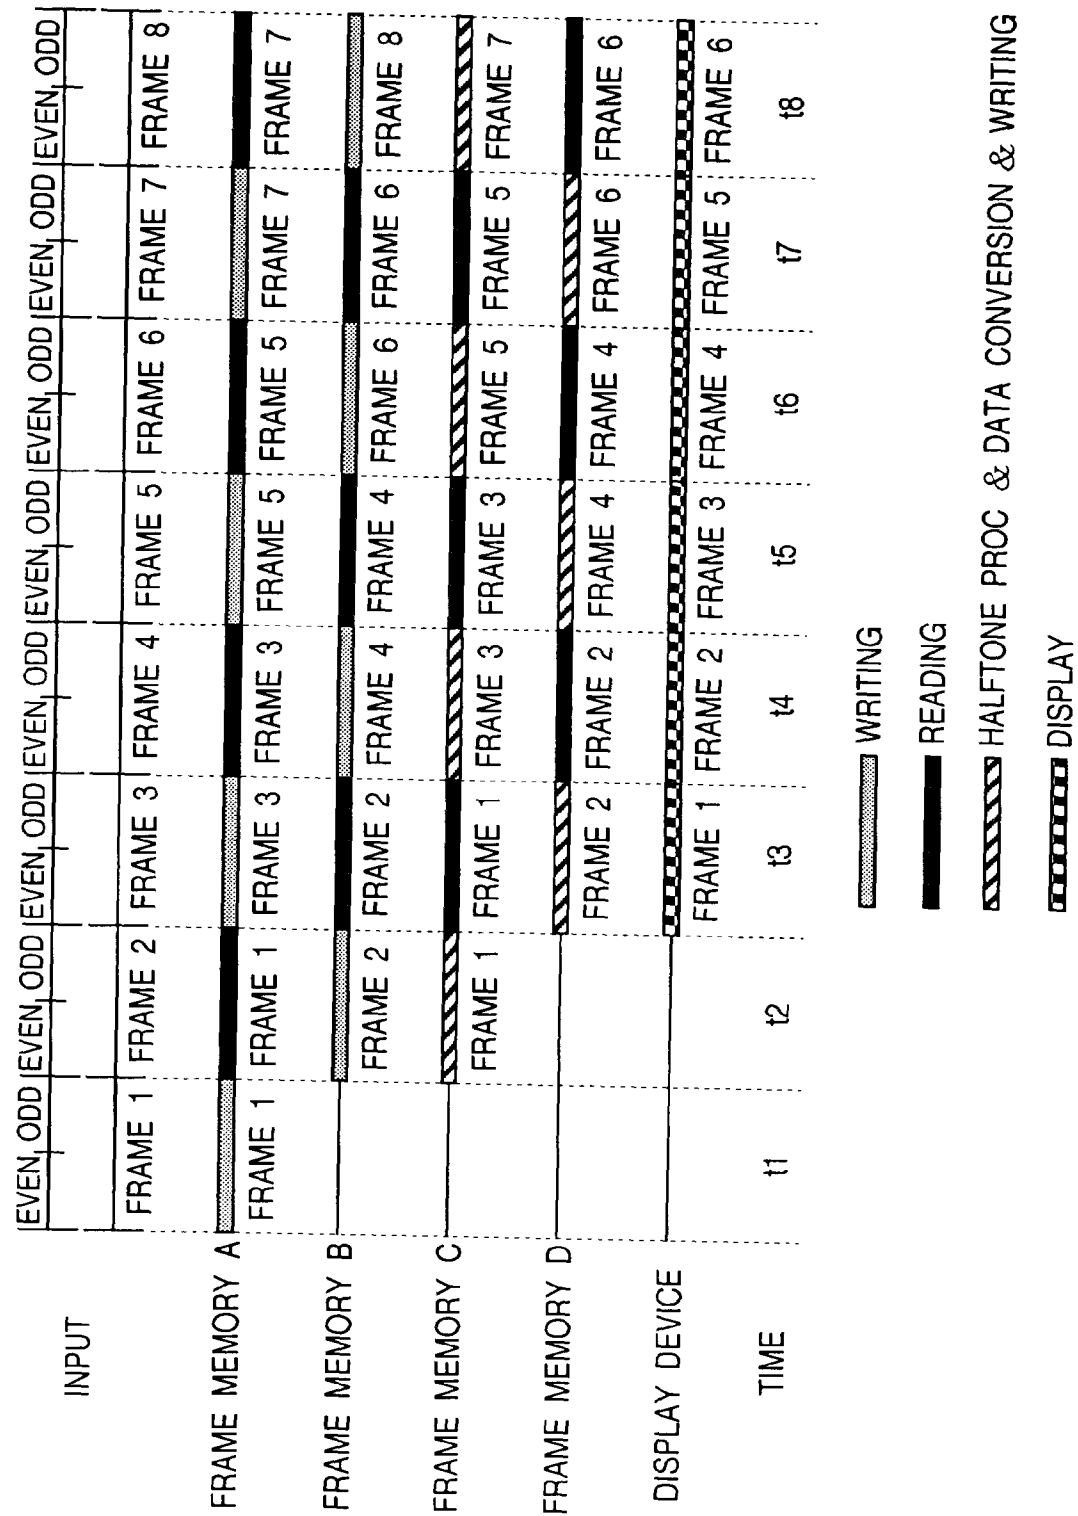 INPUT
EVEN, ODD EVEN, ODD EVEN, ODD EVEN, ODD EVEN, ODD EVEN, ODD EVEN, ODD EVEN, ODD
FRAME 1 FRAME 2 FRAME 3 FRAME 4 FRAME 5 FRAME 6 FRAME 7 FRAME 8
FRAME MEMORY A
FRAME 1 FRAME 1 FRAME 3 FRAME 3 FRAME 5 FRAME 5 FRAME 7 FRAME 7
FRAME MEMORY B
FRAME 2 FRAME 2 FRAME 4 FRAME 4 FRAME 6 FRAME 6 FRAME 8
FRAME MEMORY C
FRAME 1 FRAME 1 FRAME 3 FRAME 3 FRAME 5 FRAME 5 FRAME 7
FRAME MEMORY D
FRAME 2 FRAME 2 FRAME 4 FRAME 4 FRAME 6 FRAME 6
DISPLAY DEVICE
FRAME 1 FRAME 2 FRAME 3 FRAME 4 FRAME 5 FRAME 6
TIME t1 t2 t3 t4 t5 t6 t7 t8
WRITING
READING
HALFTONE PROC & DATA CONVERSION & WRITING
DISPLAY